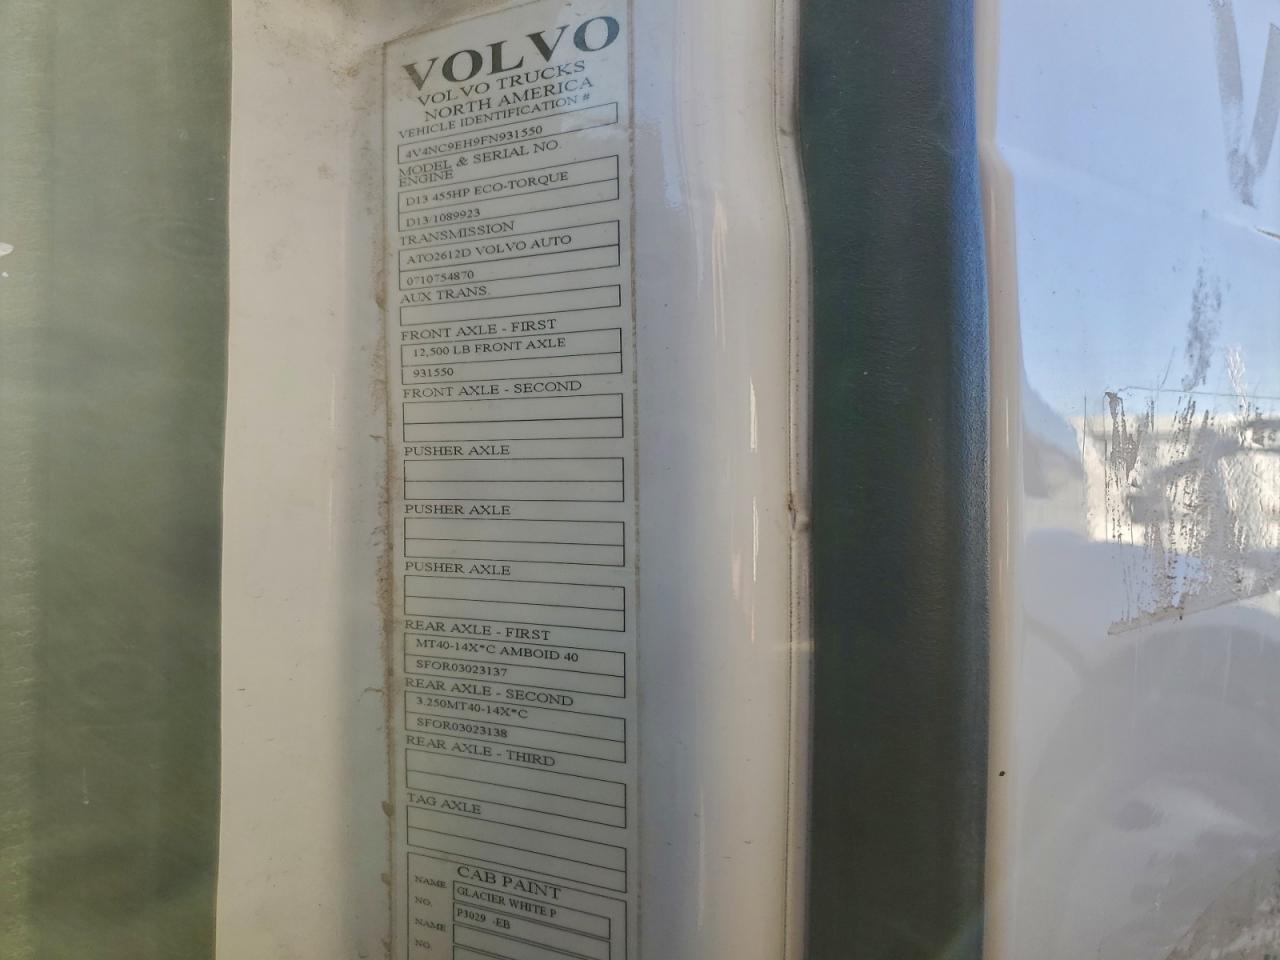 VOLVO
VOLVO TRUCKS
NORTH AMERICA
VEHICLE IDENTIFICATION #
4V4NC9EH9FN931550
MODEL & SERIAL NO.
ENGINE
D13 455HP ECO-TORQUE
D13/1089923
TRANSMISSION
ATO2612D VOLVO AUTO
0710754870
AUX TRANS.
FRONT AXLE - FIRST
12,500 LB FRONT AXLE
931550
FRONT AXLE - SECOND
PUSHER AXLE
PUSHER AXLE
PUSHER AXLE
REAR AXLE - FIRST
MT40-14X*C AMBOID 40
SFOR03023137
REAR AXLE - SECOND
3.250MT40-14X*C
SFOR03023138
REAR AXLE - THIRD
TAG AXLE
CAB PAINT
NAME GLACIER WHITE P
NO. P3029 -EB
NAME
NO.